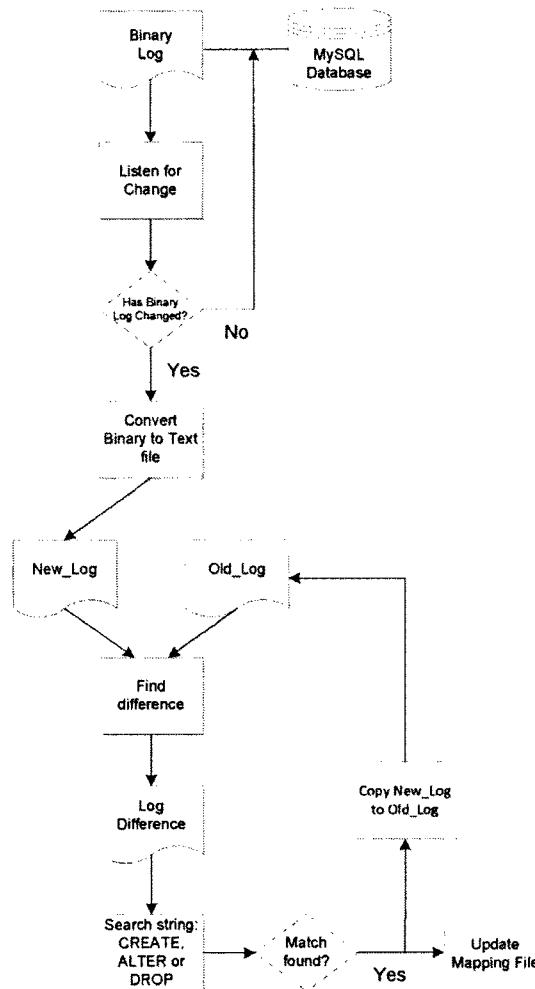 Binary
Log
MySQL
Database
Listen for
Change
Has Binary
Log Changed?
No
Yes
Convert
Binary to Text
file
New_Log
Old_Log
Find
difference
Log
Difference
Copy New_Log
to Old_Log
Search string:
CREATE,
ALTER or
DROP
Match
found?
Yes
Update
Mapping File